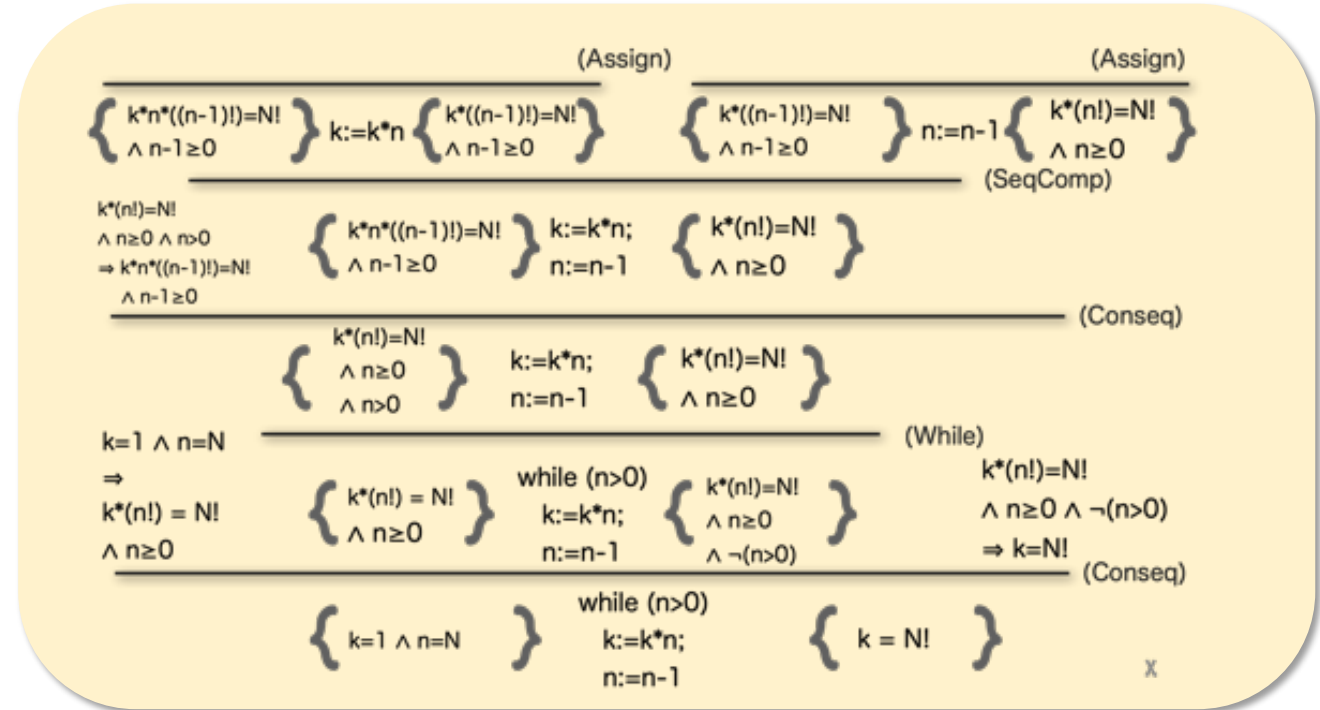 (Assign) (Assign)
{ k*n*((n-1)!)=N! ∧ n-1≥0 } k:=k*n { k*((n-1)!)=N! ∧ n-1≥0 } { k*((n-1)!)=N! ∧ n-1≥0 } n:=n-1 { k*(n!)=N! ∧ n≥0 }
(SeqComp)
k*(n!)=N!
∧ n≥0 ∧ n>0
⇒ k*n*((n-1)!)=N!
∧ n-1≥0
{ k*n*((n-1)!)=N! ∧ n-1≥0 } k:=k*n; n:=n-1 { k*(n!)=N! ∧ n≥0 }
(Conseq)
{ k*(n!)=N! ∧ n≥0 ∧ n>0 } k:=k*n; n:=n-1 { k*(n!)=N! ∧ n≥0 }
(While)
k=1 ∧ n=N
⇒
k*(n!) = N!
∧ n≥0
{ k*(n!) = N! ∧ n≥0 } while (n>0) k:=k*n; n:=n-1 { k*(n!)=N! ∧ n≥0 ∧ ¬(n>0) }
k*(n!)=N!
∧ n≥0 ∧ ¬(n>0)
⇒ k=N!
(Conseq)
{ k=1 ∧ n=N } while (n>0) k:=k*n; n:=n-1 { k = N! }
X